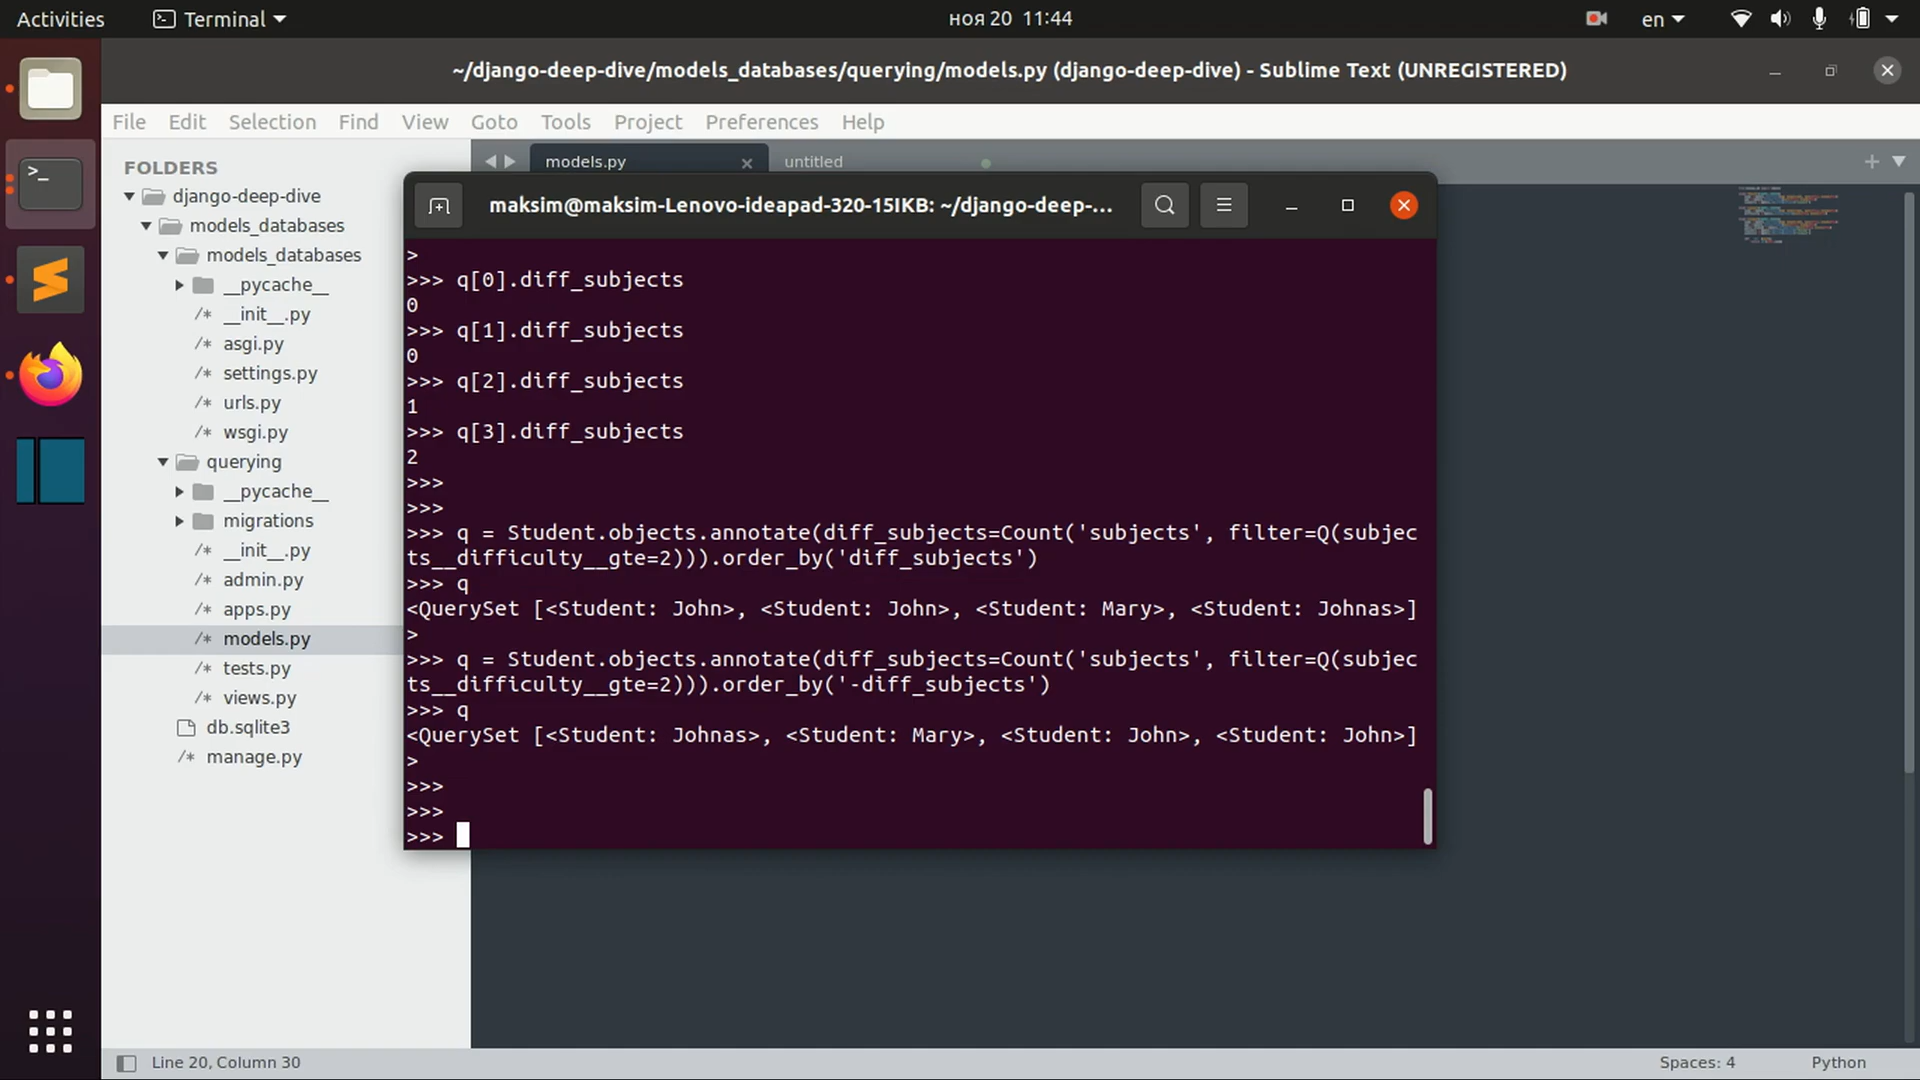 Activities
Terminal
ноя 20 11:44
en
~/django-deep-dive/models_databases/querying/models.py (django-deep-dive) - Sublime Text (UNREGISTERED)
File Edit Selection Find View Goto Tools Project Preferences Help
FOLDERS
django-deep-dive
models_databases
models_databases
__pycache__
/* __init__.py
/* asgi.py
/* settings.py
/* urls.py
/* wsgi.py
querying
__pycache__
migrations
/* __init__.py
/* admin.py
/* apps.py
/* models.py
/* tests.py
/* views.py
db.sqlite3
/* manage.py
models.py
untitled
maksim@maksim-Lenovo-ideapad-320-15IKB: ~/django-deep-...
>
>>> q[0].diff_subjects
0
>>> q[1].diff_subjects
0
>>> q[2].diff_subjects
1
>>> q[3].diff_subjects
2
>>>
>>>
>>> q = Student.objects.annotate(diff_subjects=Count('subjects', filter=Q(subjec
ts__difficulty__gte=2))).order_by('diff_subjects')
>>> q
<QuerySet [<Student: John>, <Student: John>, <Student: Mary>, <Student: Johnas>]
>
>>> q = Student.objects.annotate(diff_subjects=Count('subjects', filter=Q(subjec
ts__difficulty__gte=2))).order_by('-diff_subjects')
>>> q
<QuerySet [<Student: Johnas>, <Student: Mary>, <Student: John>, <Student: John>]
>
>>>
>>>
>>>
Line 20, Column 30
Spaces: 4
Python